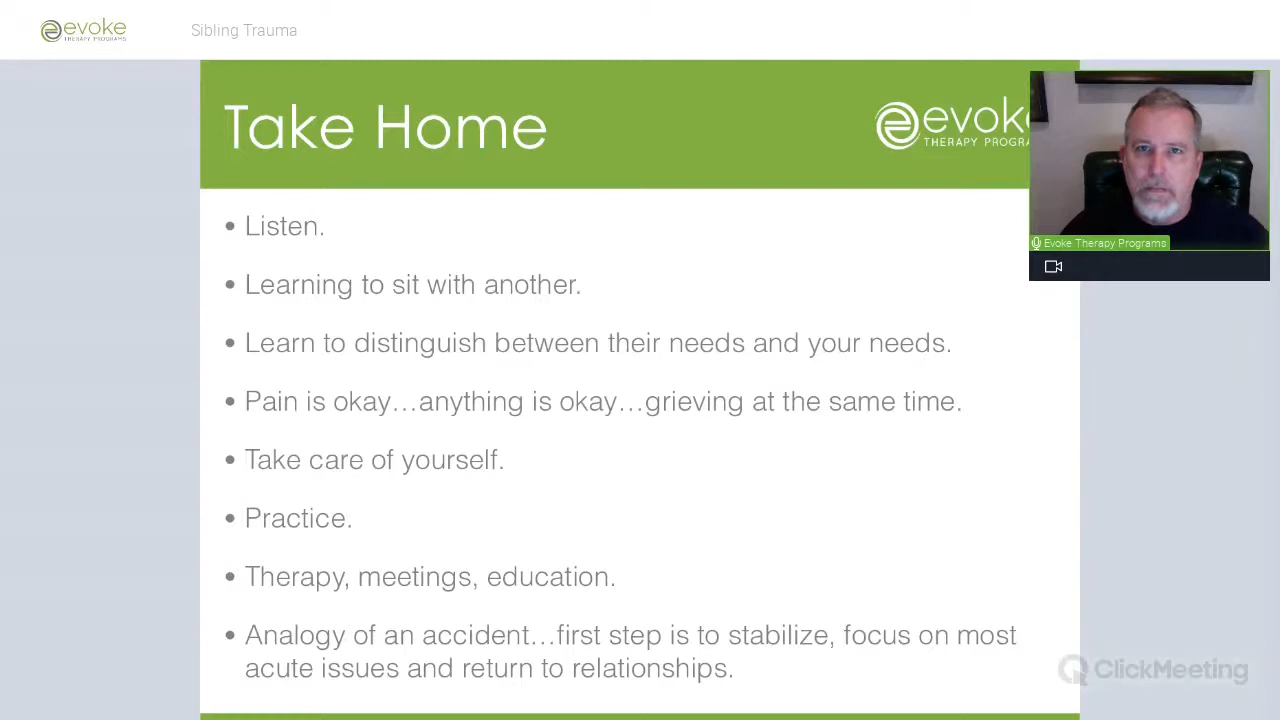 evoke
THERAPY PROGRAMS
Sibling Trauma
Take Home
evoke
THERAPY PROGRA
Evoke Therapy Programs
• Listen.
• Learning to sit with another.
• Learn to distinguish between their needs and your needs.
• Pain is okay…anything is okay…grieving at the same time.
• Take care of yourself.
• Practice.
• Therapy, meetings, education.
• Analogy of an accident…first step is to stabilize, focus on most
acute issues and return to relationships.
ClickMeeting